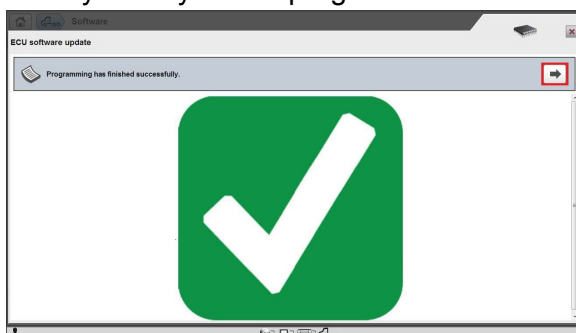 Software
ECU software update
Programming has finished successfully.